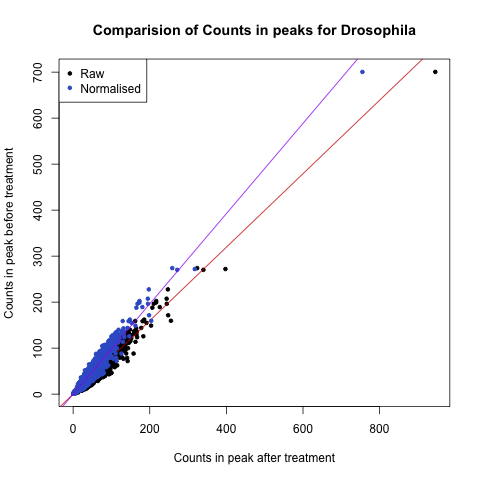 Comparision of Counts in peaks for Drosophila
Raw
Normalised
Counts in peak before treatment
700
600
500
400
300
200
100
0
0 200 400 600 800
Counts in peak after treatment